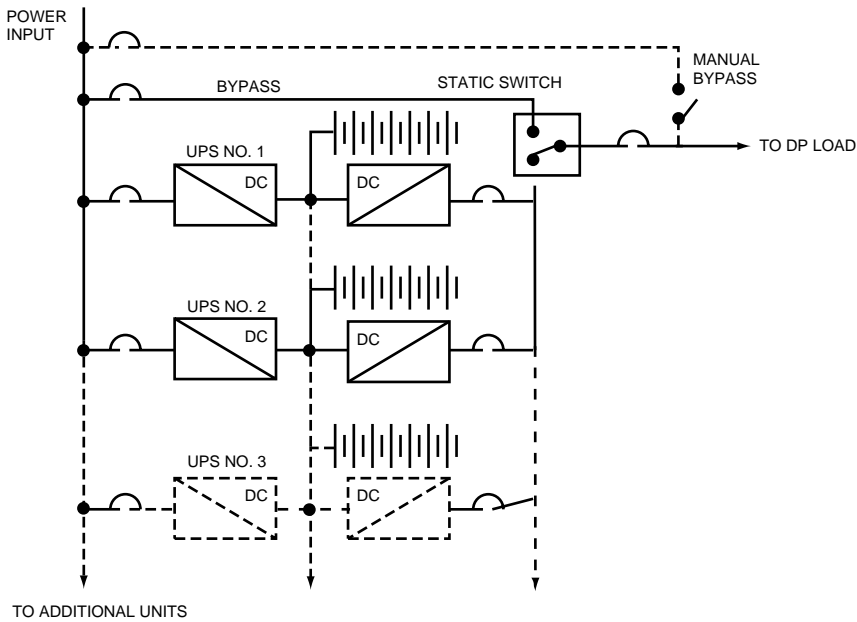 POWER
INPUT
MANUAL
BYPASS
BYPASS
STATIC SWITCH
TO DP LOAD
UPS NO. 1
DC
DC
UPS NO. 2
DC
DC
UPS NO. 3
DC
DC
TO ADDITIONAL UNITS